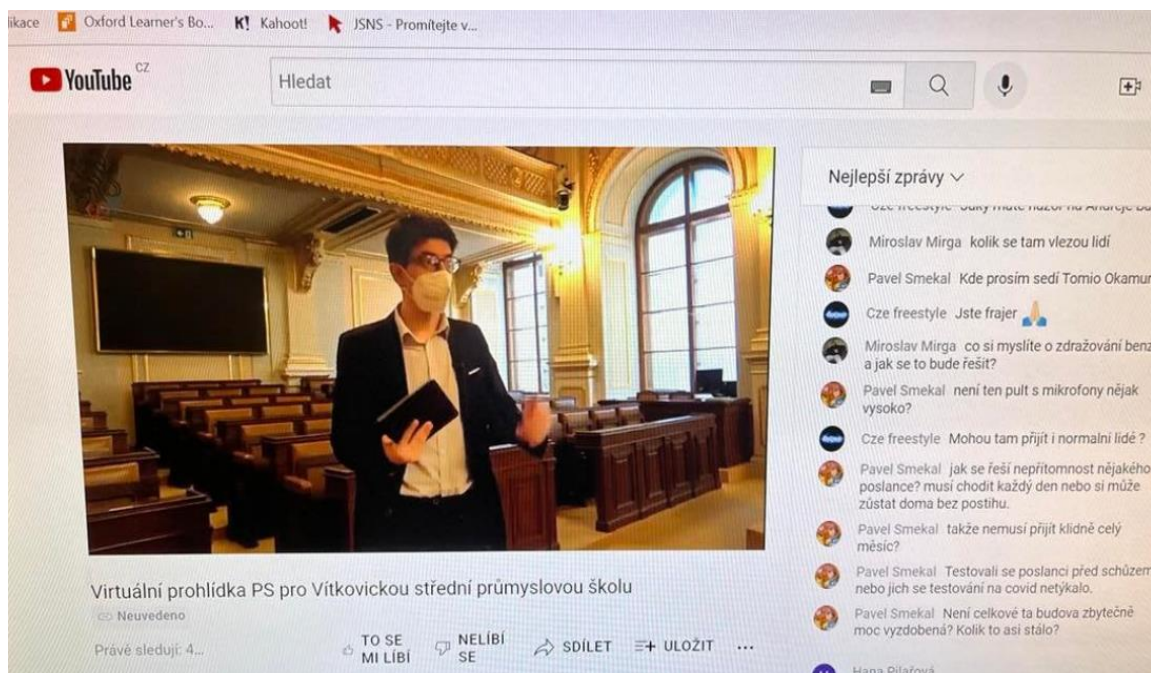 ikace Oxford Learner's Bo... K! Kahoot! JSNS - Promítejte v...
YouTube CZ
Hledat
Nejlepší zprávy
Cze freestyle
Miroslav Mirga kolik se tam vlezou lidí
Pavel Smekal Kde prosím sedí Tomio Okamur
Cze freestyle Jste frajer
Miroslav Mirga co si myslíte o zdražování benz
a jak se to bude řešit?
Pavel Smekal není ten pult s mikrofony nějak
vysoko?
Cze freestyle Mohou tam přijít i normalní lidé ?
Pavel Smekal jak se řeší nepřitomnost nějakého
poslance? musí chodit každý den nebo si může
zůstat doma bez postihu.
Pavel Smekal takže nemusí přijít klidně celý
měsíc?
Pavel Smekal Testovali se poslanci před schůzem
nebo jich se testování na covid netýkalo.
Pavel Smekal Není celkové ta budova zbytečně
moc vyzdobená? Kolik to asi stálo?
Hana Pilařová
Virtuální prohlídka PS pro Vítkovickou střední průmyslovou školu
Neuvedeno
Právě sledují: 4...
TO SE
MI LÍBÍ
NELÍBÍ
SE
SDÍLET
ULOŽIT
...